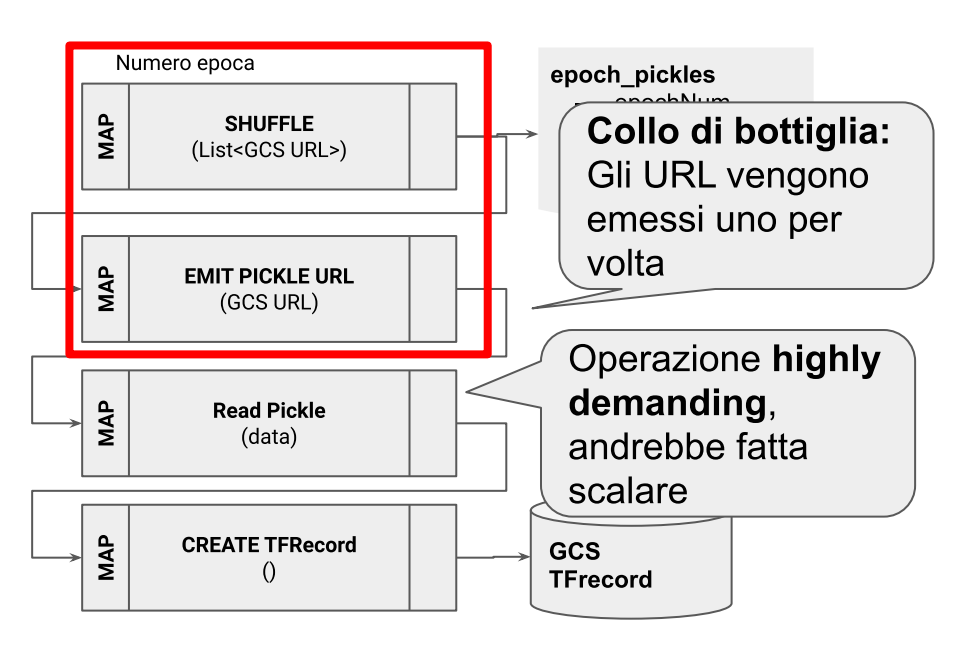 Numero epoca
MAP
SHUFFLE
(List<GCS URL>)
epoch_pickles
- epochNum
Collo di bottiglia:
Gli URL vengono
emessi uno per
volta
MAP
EMIT PICKLE URL
(GCS URL)
MAP
Read Pickle
(data)
Operazione highly
demanding,
andrebbe fatta
scalare
MAP
CREATE TFRecord
()
GCS
TFrecord